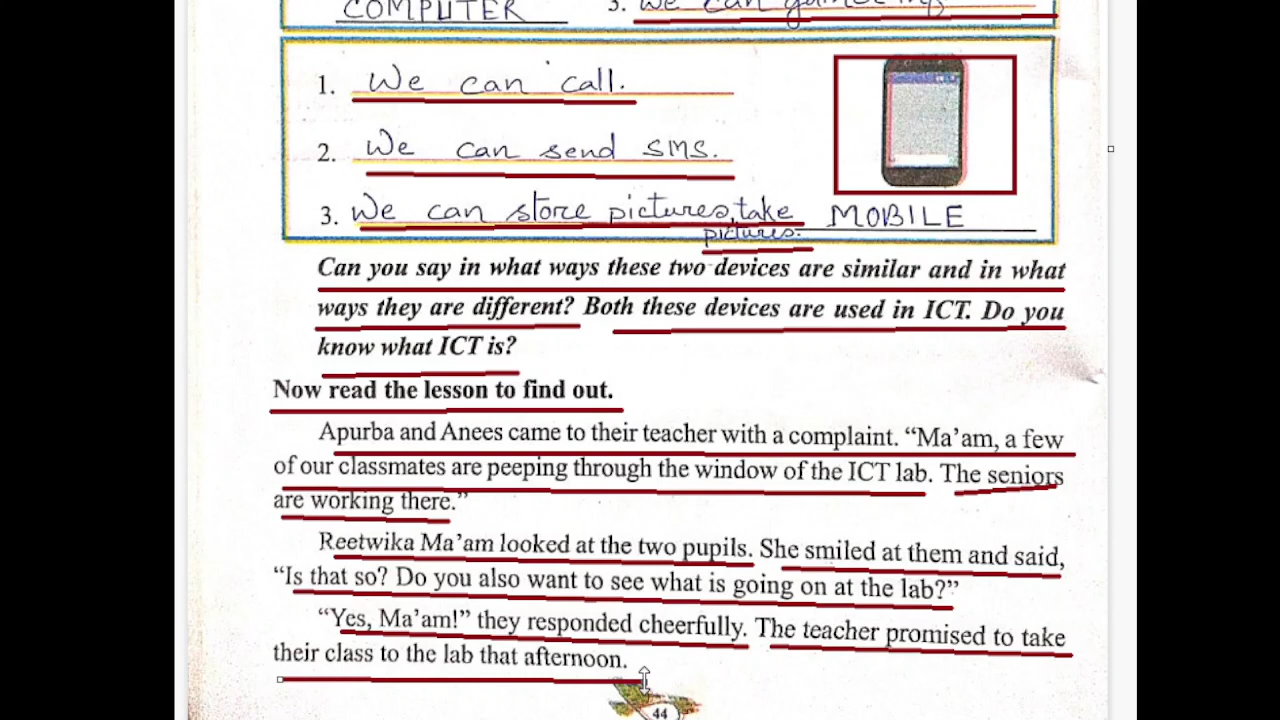 COMPUTER 3. We can
1. We can call.
2. We can send SMS.
3. We can store pictures, take MOBILE
pictures.
Can you say in what ways these two devices are similar and in what
ways they are different? Both these devices are used in ICT. Do you
know what ICT is?
Now read the lesson to find out.
Apurba and Anees came to their teacher with a complaint. “Ma’am, a few
of our classmates are peeping through the window of the ICT lab. The seniors
are working there.”
Reetwika Ma’am looked at the two pupils. She smiled at them and said,
“Is that so? Do you also want to see what is going on at the lab?”
“Yes, Ma’am!” they responded cheerfully. The teacher promised to take
their class to the lab that afternoon.
44